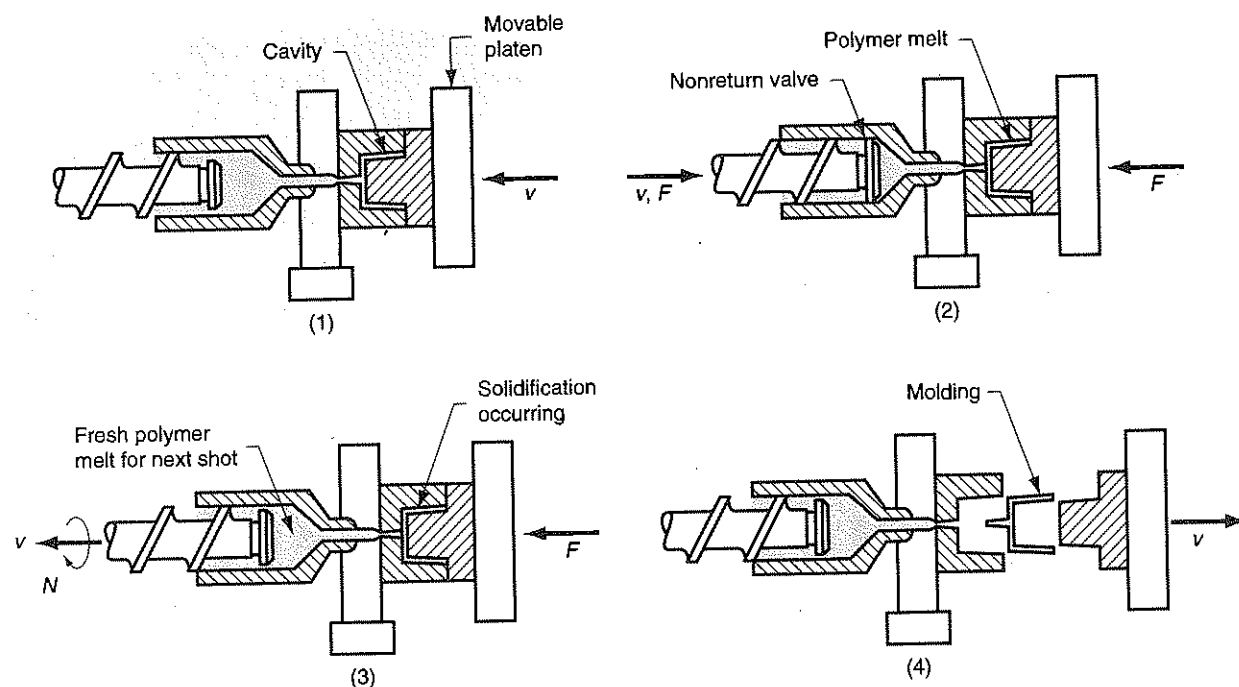 Cavity
Movable
platen
v
(1)
Nonreturn valve
Polymer melt
v, F
F
(2)
Fresh polymer
melt for next shot
Solidification
occurring
v
N
F
(3)
Molding
v
(4)